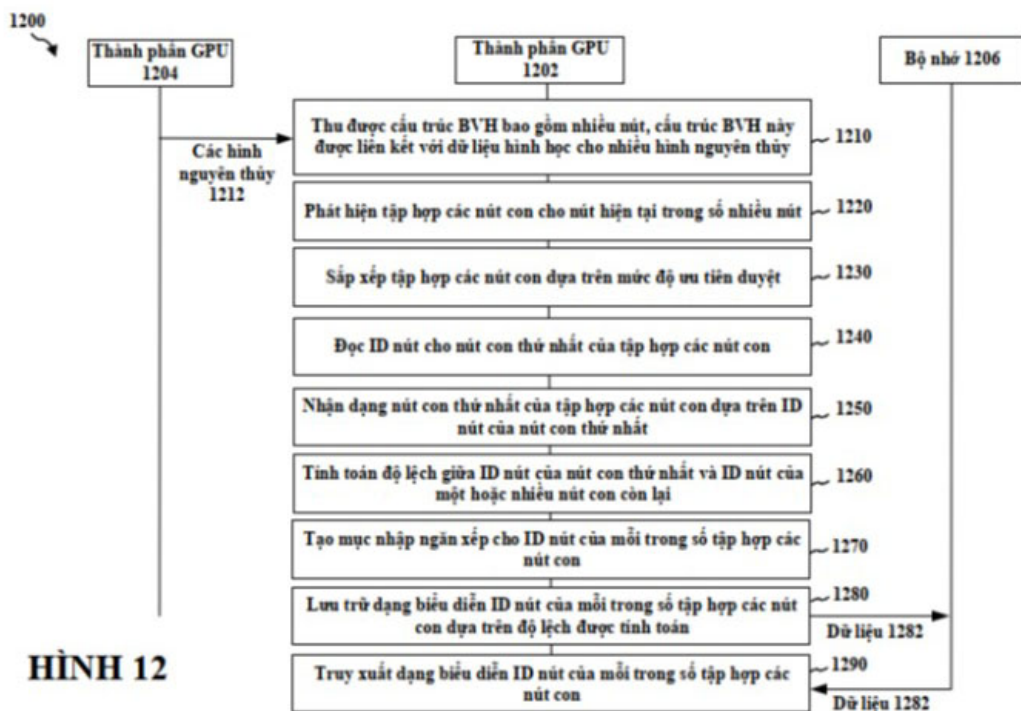 1200
Thành phần GPU
1204
Thành phần GPU
1202
Bộ nhớ 1206
Thu được cấu trúc BVH bao gồm nhiều nút, cấu trúc BVH này
được liên kết với dữ liệu hình học cho nhiều hình nguyên thủy
1210
Các hình
nguyên thủy
1212
Phát hiện tập hợp các nút con cho nút hiện tại trong số nhiều nút
1220
Sắp xếp tập hợp các nút con dựa trên mức độ ưu tiên duyệt
1230
Đọc ID nút cho nút con thứ nhất của tập hợp các nút con
1240
Nhận dạng nút con thứ nhất của tập hợp các nút con dựa trên ID
nút của nút con thứ nhất
1250
Tính toán độ lệch giữa ID nút của nút con thứ nhất và ID nút của
một hoặc nhiều nút con còn lại
1260
Tạo mục nhập ngăn xếp cho ID nút của mỗi trong số tập hợp các
nút con
1270
Lưu trữ dạng biểu diễn ID nút của mỗi trong số tập hợp các nút
con dựa trên độ lệch được tính toán
1280
Dữ liệu 1282
Truy xuất dạng biểu diễn ID nút của mỗi trong số tập hợp các
nút con
1290
Dữ liệu 1282
HÌNH 12